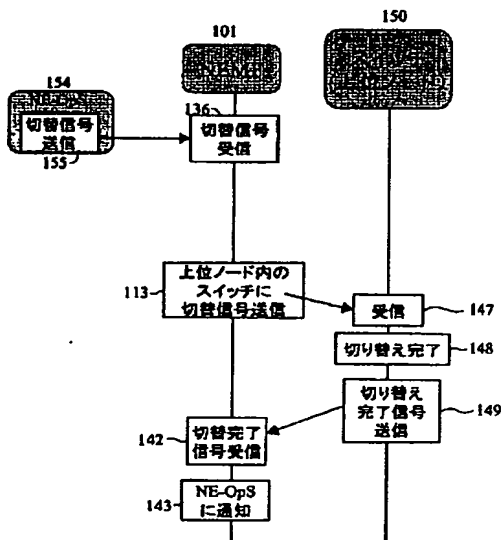 101
150
154
NE-OpS
切替信号
送信
155
136
切替信号
受信
上位ノード内の
スイッチに
切替信号送信
113
受信
147
切り替え完了
148
切り替え
完了信号
送信
149
切替完了
信号受信
142
NE-OpS
に通知
143